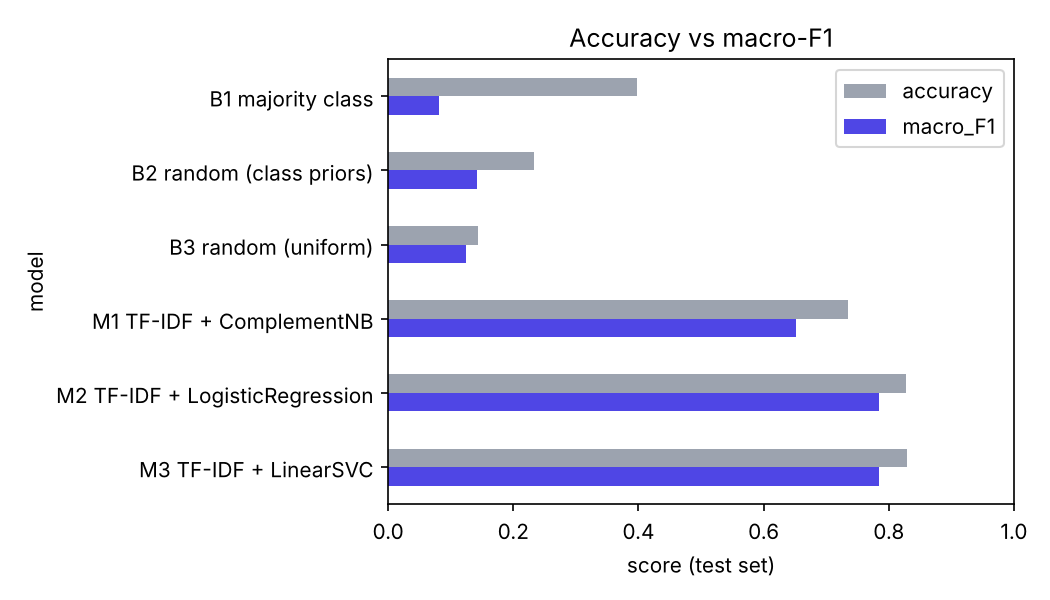 Accuracy vs macro-F1
accuracy
macro_F1
model
B1 majority class
B2 random (class priors)
B3 random (uniform)
M1 TF-IDF + ComplementNB
M2 TF-IDF + LogisticRegression
M3 TF-IDF + LinearSVC
0.0 0.2 0.4 0.6 0.8 1.0
score (test set)